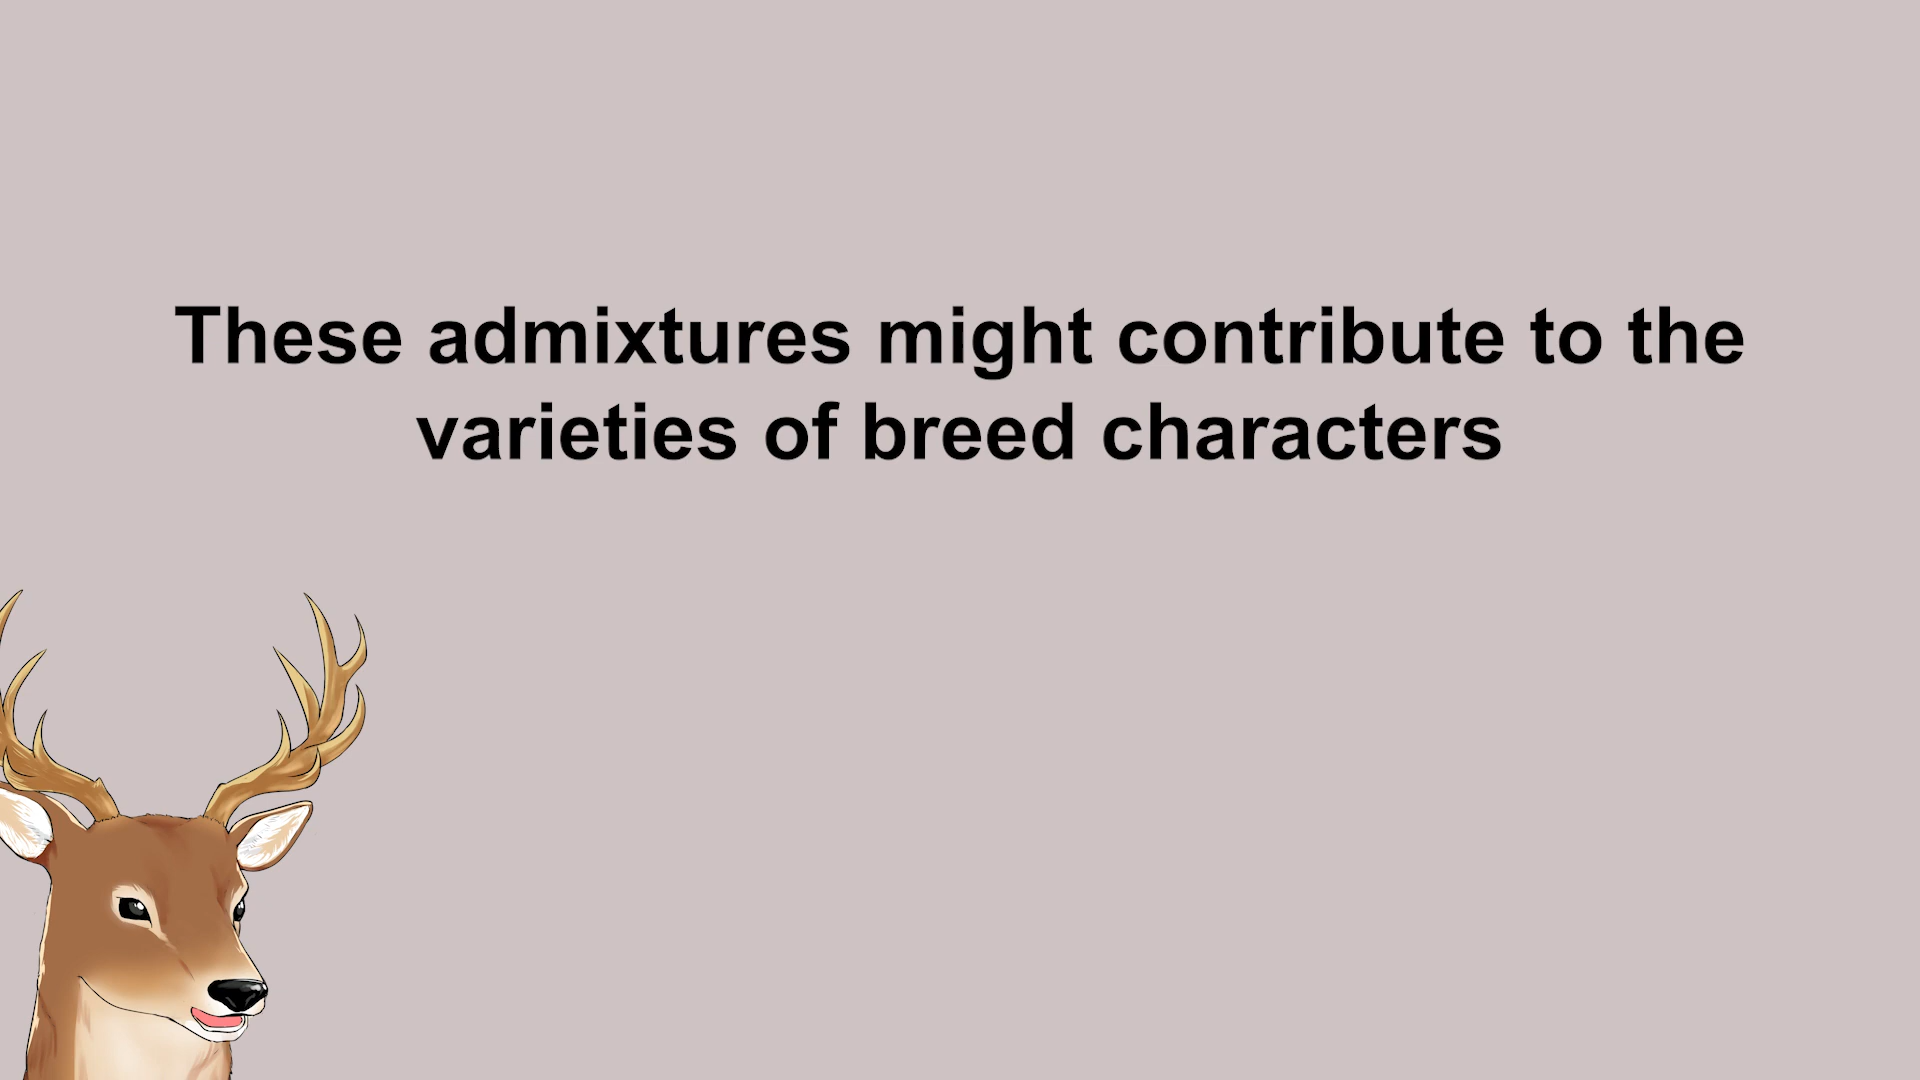 These admixtures might contribute to the
varieties of breed characters